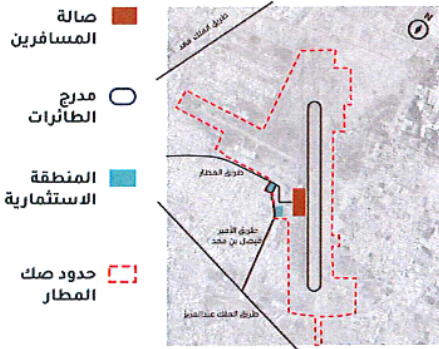 صالة
المسافرين
مدرج
الطائرات
المنطقة
الاستثمارية
حدود صك
المطار
طريق الملك فهد
N
طريق المطار
طريق الأمير
فيصل بن فهد
طريق الملك عبدالعزيز